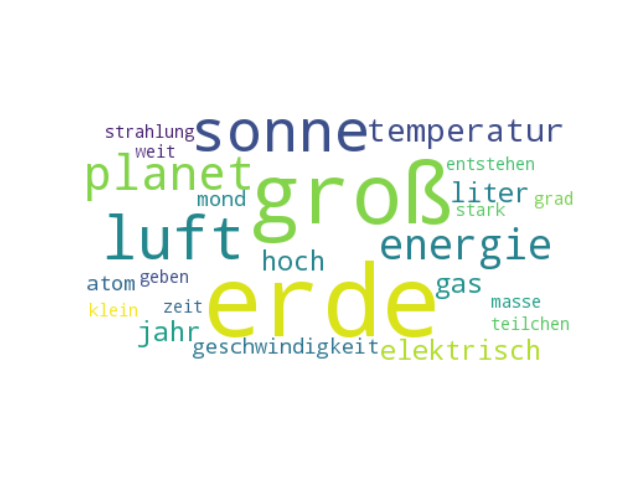 strahlung sonne temperatur
weit planet groß entstehen
mond liter grad
stark
luft hoch energie
atom geben erde gas
klein zeit masse
jahr teilchen
geschwindigkeit elektrisch